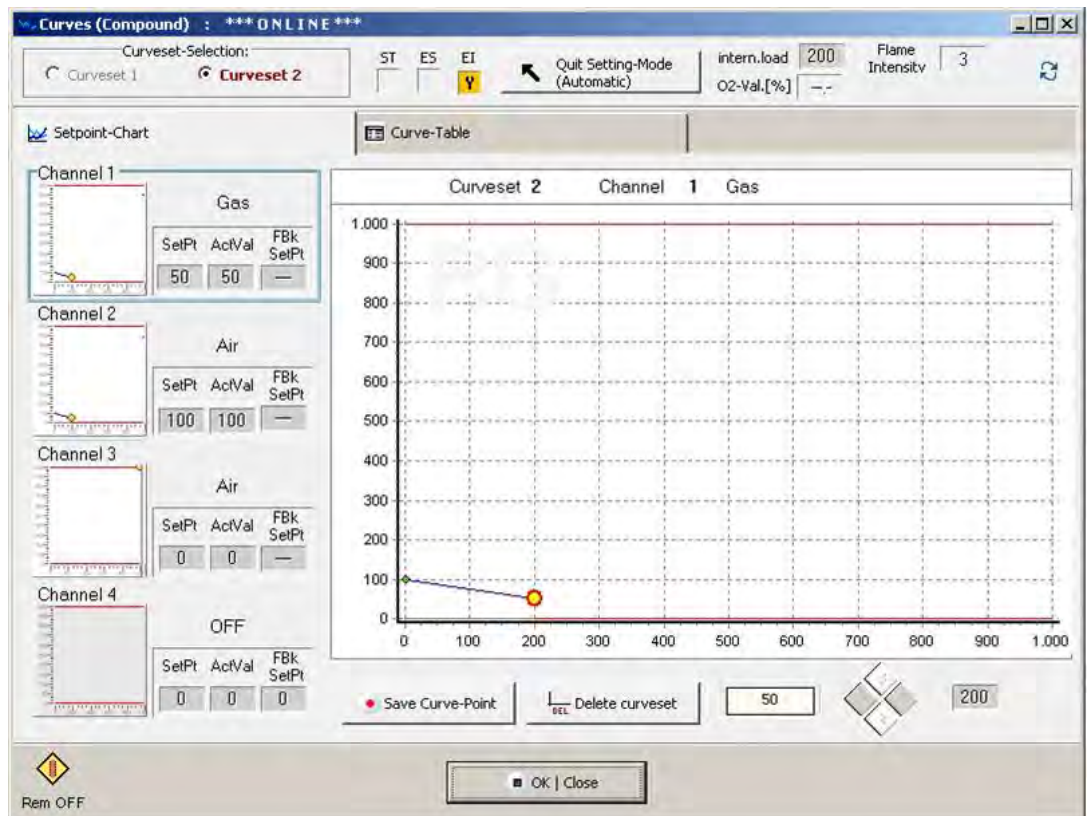 Curves (Compound) : ***ONLINE***
Curveset-Selection:
Curveset 1 Curveset 2
ST ES EI
Y
Quit Setting-Mode
(Automatic)
intern.load 200
O2-Val.[%] —.-
Flame
Intensity 3
Setpoint-Chart
Curve-Table
Channel 1
Gas
SetPt ActVal FBk
SetPt
50 50 —
Channel 2
Air
SetPt ActVal FBk
SetPt
100 100 —
Channel 3
Air
SetPt ActVal FBk
SetPt
0 0 —
Channel 4
OFF
SetPt ActVal FBk
SetPt
0 0 0
Curveset 2 Channel 1 Gas
1.000
900
800
700
600
500
400
300
200
100
0
0 100 200 300 400 500 600 700 800 900 1.000
Save Curve-Point
DEL Delete curveset
50
200
Rem OFF
OK | Close